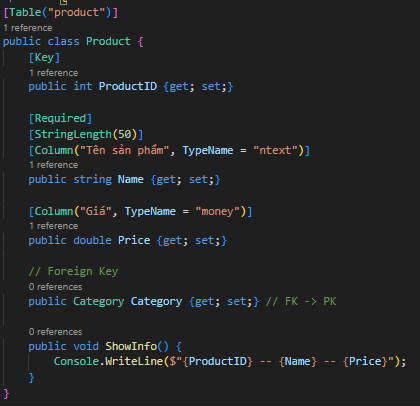 [Table("product")]
1 reference
public class Product {
[Key]
1 reference
public int ProductID {get; set;}
[Required]
[StringLength(50)]
[Column("Tên sản phẩm", TypeName = "ntext")]
1 reference
public string Name {get; set;}
[Column("Giá", TypeName = "money")]
1 reference
public double Price {get; set;}
// Foreign Key
0 references
public Category Category {get; set;} // FK -> PK
0 references
public void ShowInfo() {
Console.WriteLine($"{ProductID} -- {Name} -- {Price}");
}
}